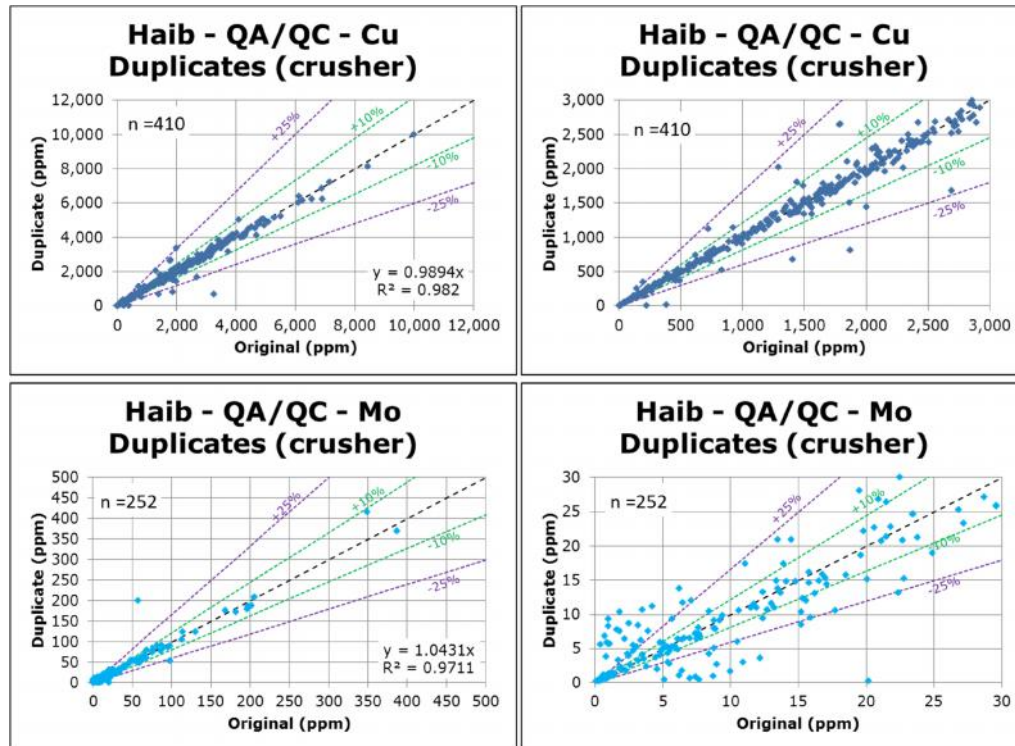 Haib - QA/QC - Cu
Duplicates (crusher)
12,000
10,000
8,000
6,000
4,000
2,000
0
Duplicate (ppm)
n =410
+25%
+10%
-10%
-25%
y = 0.9894x
R² = 0.982
0 2,000 4,000 6,000 8,000 10,000 12,000
Original (ppm)
Haib - QA/QC - Cu
Duplicates (crusher)
3,000
2,500
2,000
1,500
1,000
500
0
Duplicate (ppm)
n =410
+25%
+10%
-10%
-25%
0 500 1,000 1,500 2,000 2,500 3,000
Original (ppm)
Haib - QA/QC - Mo
Duplicates (crusher)
500
450
400
350
300
250
200
150
100
50
0
Duplicate (ppm)
n =252
+25%
+10%
-10%
-25%
y = 1.0431x
R² = 0.9711
0 50 100 150 200 250 300 350 400 450 500
Original (ppm)
Haib - QA/QC - Mo
Duplicates (crusher)
30
25
20
15
10
5
0
Duplicate (ppm)
n =252
+25%
+10%
-10%
-25%
0 5 10 15 20 25 30
Original (ppm)